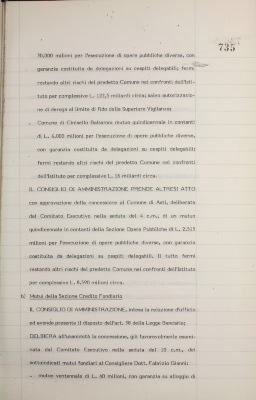 735
30.000 milioni per l'esecuzione di opere pubbliche diverse, con
garanzia costituita da delegazioni su cespiti delegabili; fermi
restando altri rischi del predetto Comune nei confronti dell'Isti-
tuto per complessive L. 123,5 miliardi circa; salvo autorizzazio-
ne di deroga al limite di fido della Superiore Vigilanza;
- Comune di Cinisello Balsamo: mutuo quindicennale in contanti
di L. 4.000 milioni per l'esecuzione di opere pubbliche diverse,
con garanzia costituita da delegazioni su cespiti delegabili;
fermi restando altri rischi del predetto Comune nei confronti
dell'Istituto per complessive L. 16 miliardi circa.
IL CONSIGLIO DI AMMINISTRAZIONE PRENDE ALTRESI' ATTO
con approvazione della concessione al Comune di Asti, deliberata
dal Comitato Esecutivo nella seduta del 4 c.m., di un mutuo
quindicennale in contanti della Sezione Opere Pubbliche di L. 2.515
milioni per l'esecuzione di opere pubbliche diverse, con garanzia
costituita da delegazioni su cespiti delegabili. Il tutto fermi
restando altri rischi del predetto Comune nei confronti dell'Istituto
per complessive L. 8.390 milioni circa.
b) Mutui della Sezione Credito Fondiario
IL CONSIGLIO DI AMMINISTRAZIONE, intesa la relazione d'ufficio
ed avendo presente il disposto dell'art. 38 della Legge Bancaria;
DELIBERA all'unanimità la concessione, già favorevolmente esami-
nata dal Comitato Esecutivo nella seduta del 25 c.m., dei
sottoindicati mutui fondiari al Consigliere Dott. Fabrizio Gianni:
- mutuo ventennale di L. 60 milioni, con garanzia su alloggio di